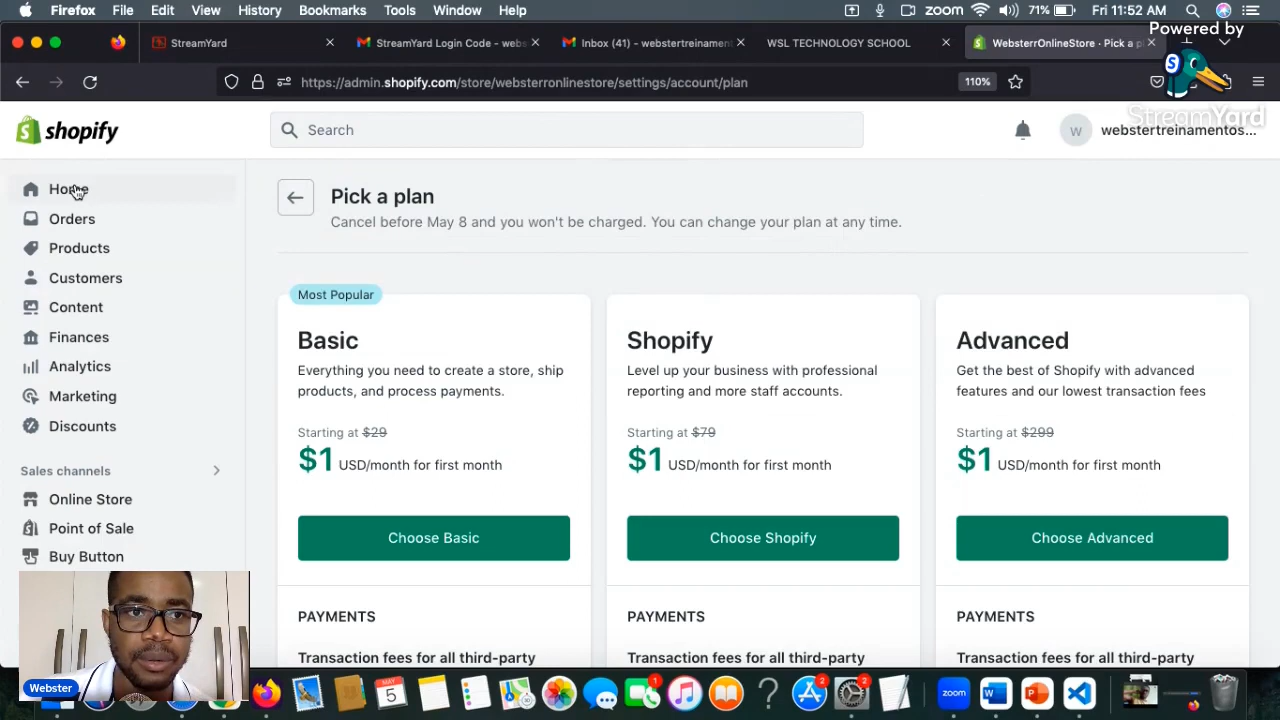 Firefox File Edit View History Bookmarks Tools Window Help zoom 71% Fri 11:52 AM
Powered by
StreamYard
StreamYard StreamYard Login Code - webs Inbox (41) - webstertreinament WSL TECHNOLOGY SCHOOL WebsterrOnlineStore · Pick a p
https://admin.shopify.com/store/websterronlinestore/settings/account/plan 110%
shopify Search W webstertreinamentos...
Home
Orders
Products
Customers
Content
Finances
Analytics
Marketing
Discounts
Sales channels
Online Store
Point of Sale
Buy Button
Pick a plan
Cancel before May 8 and you won't be charged. You can change your plan at any time.
Most Popular
Basic
Everything you need to create a store, ship
products, and process payments.
Starting at $29
$1 USD/month for first month
Choose Basic
PAYMENTS
Transaction fees for all third-party
Shopify
Level up your business with professional
reporting and more staff accounts.
Starting at $79
$1 USD/month for first month
Choose Shopify
PAYMENTS
Transaction fees for all third-party
Advanced
Get the best of Shopify with advanced
features and our lowest transaction fees
Starting at $299
$1 USD/month for first month
Choose Advanced
PAYMENTS
Transaction fees for all third-party
Webster
MAY
5
1
2
2
zoom